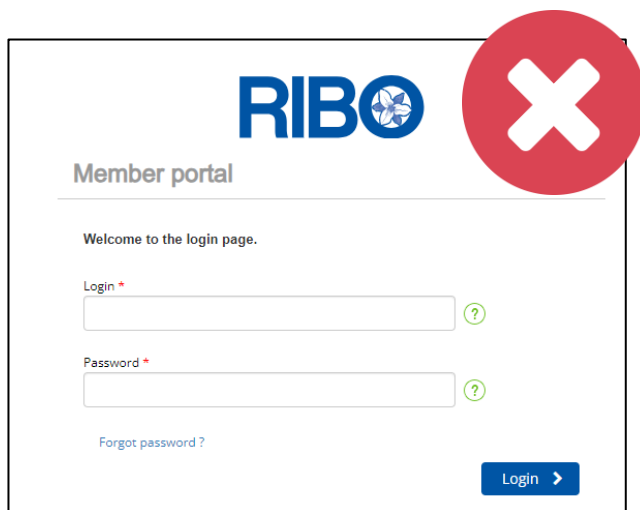 RIBO
Member portal
Welcome to the login page.
Login *
?
Password *
?
Forgot password ?
Login